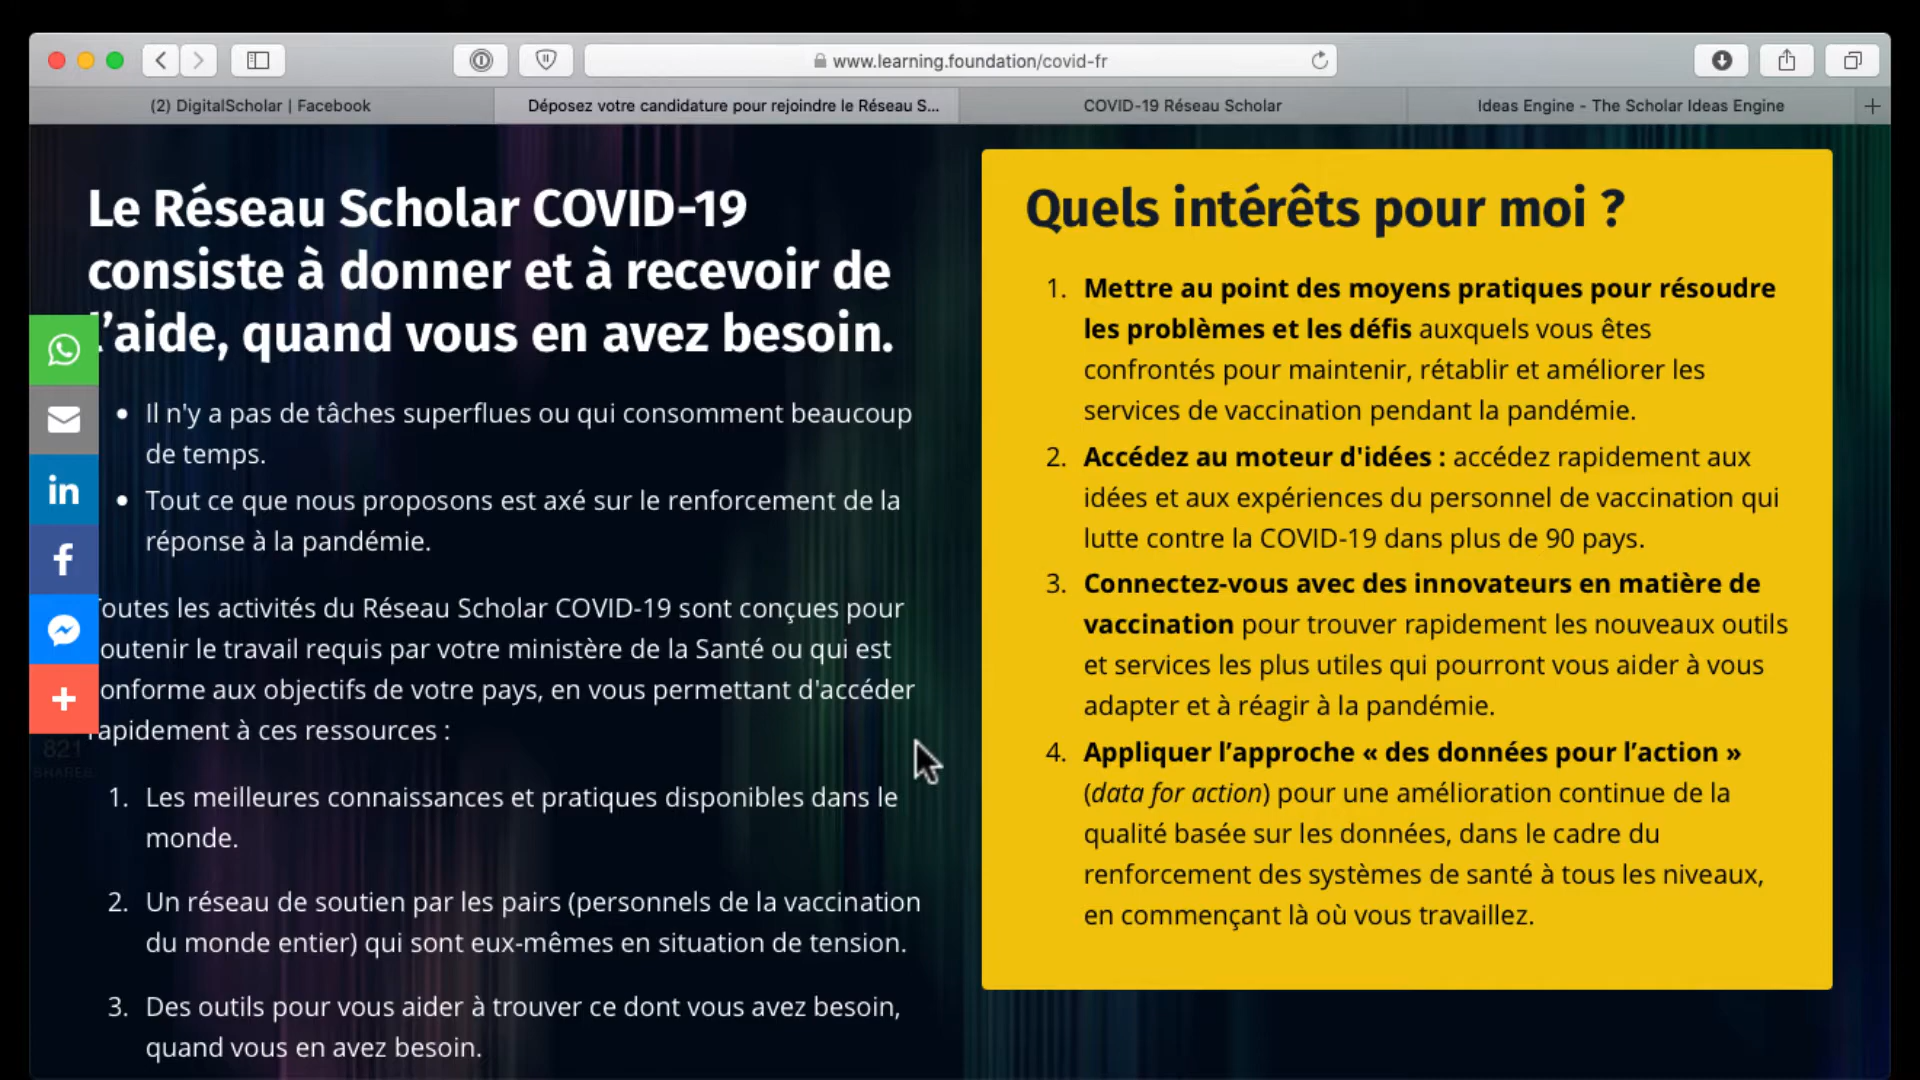 www.learning.foundation/covid-fr
(2) DigitalScholar | Facebook
Déposez votre candidature pour rejoindre le Réseau S...
COVID-19 Réseau Scholar
Ideas Engine - The Scholar Ideas Engine
Le Réseau Scholar COVID-19
consiste à donner et à recevoir de
l’aide, quand vous en avez besoin.
• Il n'y a pas de tâches superflues ou qui consomment beaucoup
de temps.
• Tout ce que nous proposons est axé sur le renforcement de la
réponse à la pandémie.
Toutes les activités du Réseau Scholar COVID-19 sont conçues pour
soutenir le travail requis par votre ministère de la Santé ou qui est
conforme aux objectifs de votre pays, en vous permettant d'accéder
rapidement à ces ressources :
1. Les meilleures connaissances et pratiques disponibles dans le
monde.
2. Un réseau de soutien par les pairs (personnels de la vaccination
du monde entier) qui sont eux-mêmes en situation de tension.
3. Des outils pour vous aider à trouver ce dont vous avez besoin,
quand vous en avez besoin.
821
SHARES
Quels intérêts pour moi ?
1. Mettre au point des moyens pratiques pour résoudre
les problèmes et les défis auxquels vous êtes
confrontés pour maintenir, rétablir et améliorer les
services de vaccination pendant la pandémie.
2. Accédez au moteur d'idées : accédez rapidement aux
idées et aux expériences du personnel de vaccination qui
lutte contre la COVID-19 dans plus de 90 pays.
3. Connectez-vous avec des innovateurs en matière de
vaccination pour trouver rapidement les nouveaux outils
et services les plus utiles qui pourront vous aider à vous
adapter et à réagir à la pandémie.
4. Appliquer l’approche « des données pour l’action »
(data for action) pour une amélioration continue de la
qualité basée sur les données, dans le cadre du
renforcement des systèmes de santé à tous les niveaux,
en commençant là où vous travaillez.